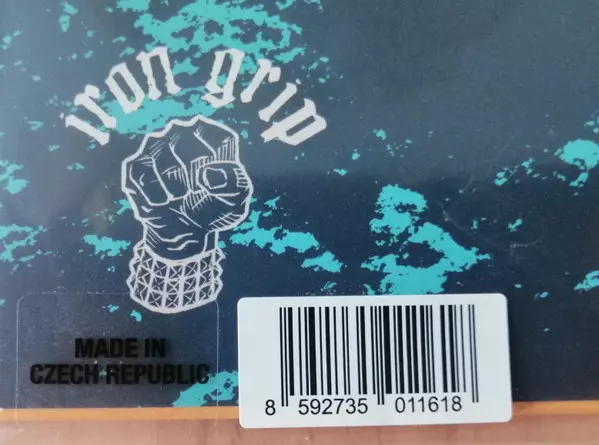 iron grip
MADE IN
CZECH REPUBLIC
8 592735 011618